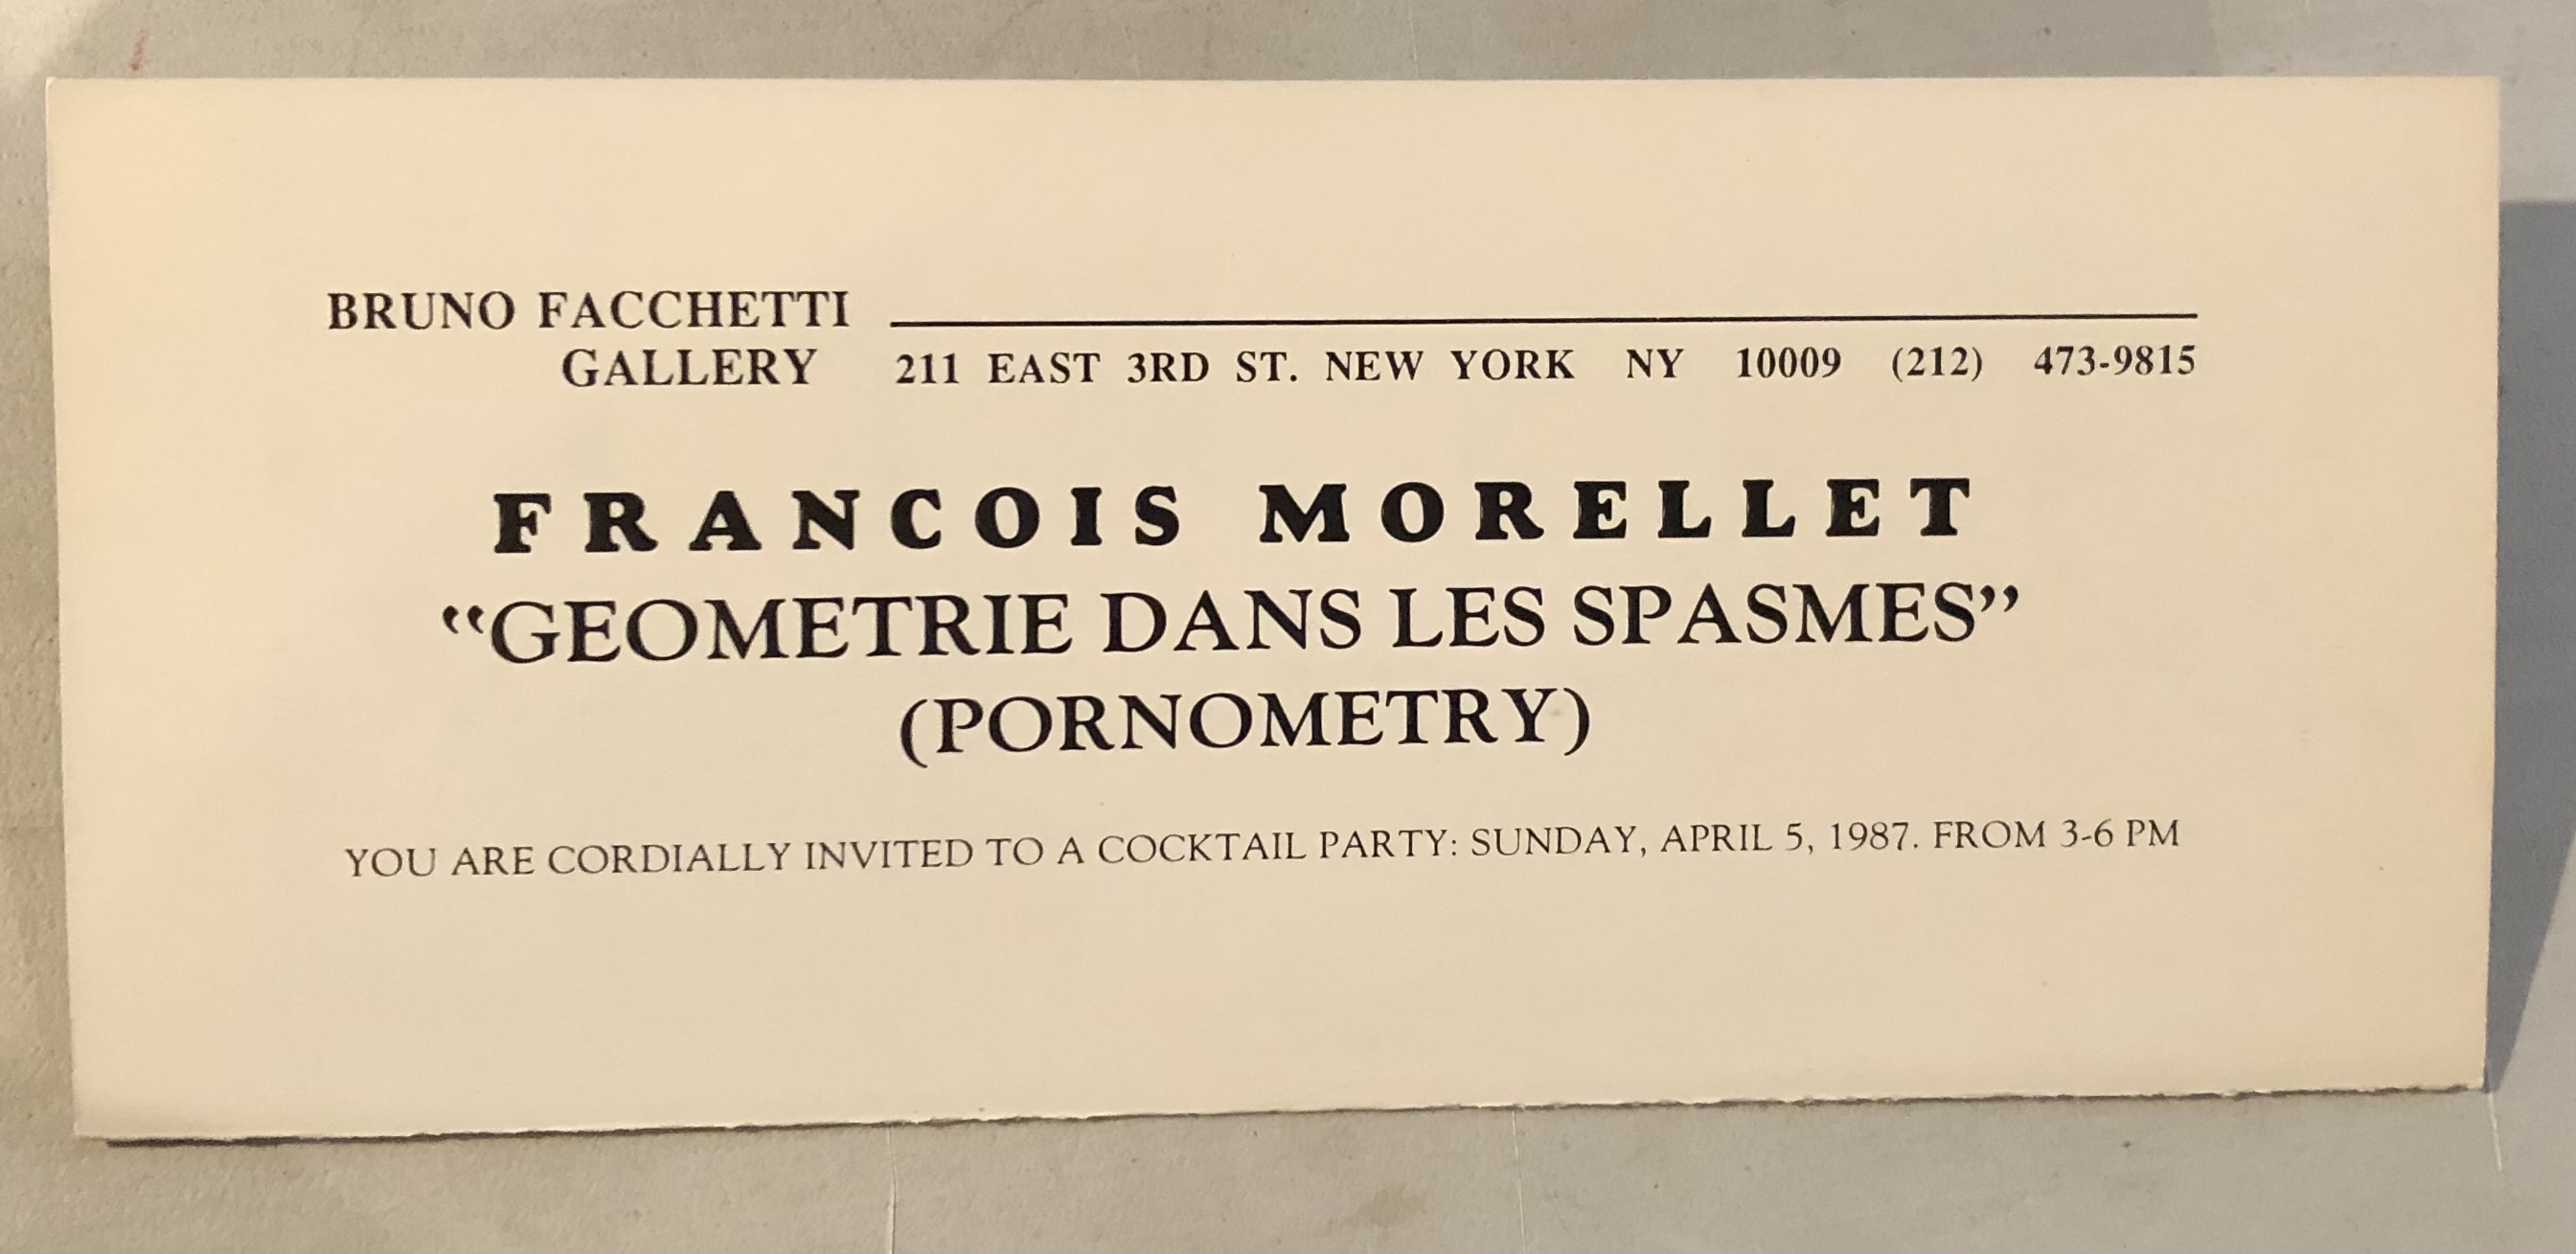 BRUNO FACCHETTI
GALLERY 211 EAST 3RD ST. NEW YORK NY 10009 (212) 473-9815
FRANCOIS MORELLET
“GEOMETRIE DANS LES SPASMES”
(PORNOMETRY)
YOU ARE CORDIALLY INVITED TO A COCKTAIL PARTY: SUNDAY, APRIL 5, 1987. FROM 3-6 PM